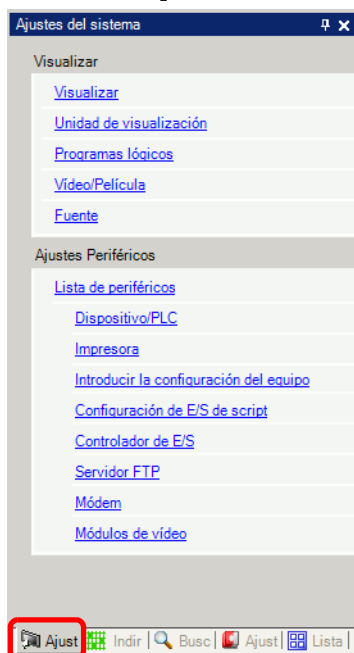 Ajustes del sistema
Visualizar
Visualizar
Unidad de visualización
Programas lógicos
Vídeo/Película
Fuente
Ajustes Periféricos
Lista de periféricos
Dispositivo/PLC
Impresora
Introducir la configuración del equipo
Configuración de E/S de script
Controlador de E/S
Servidor FTP
Módem
Módulos de vídeo
Ajust Indir Busc Ajust Lista